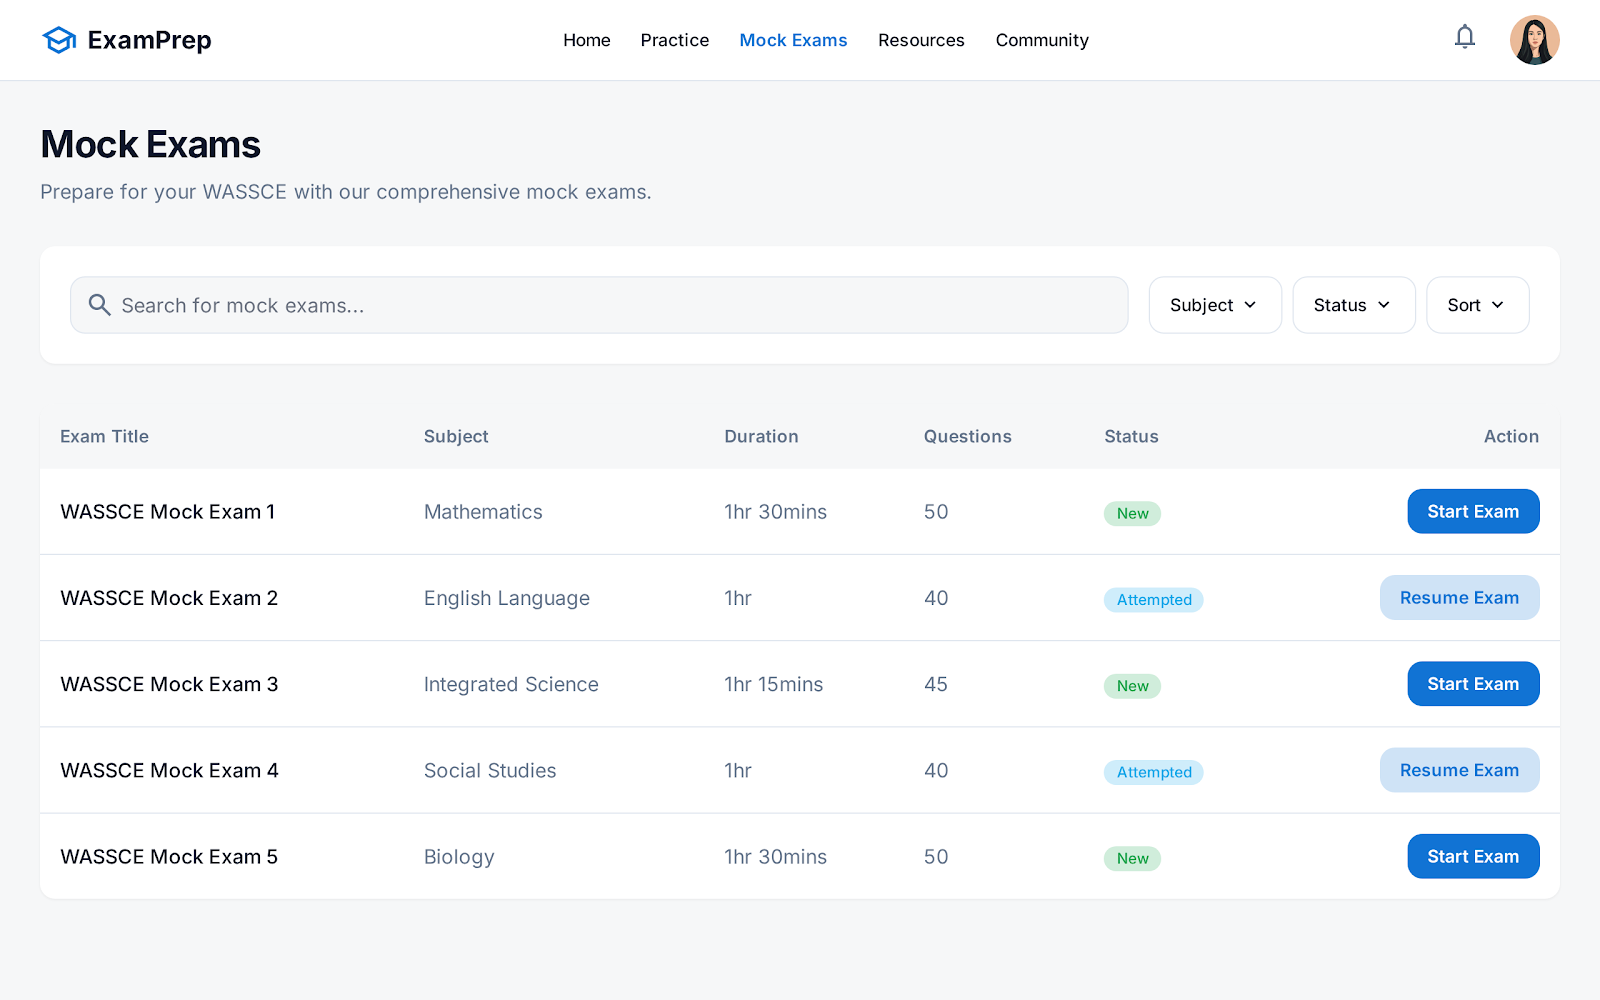 ExamPrep
Home Practice Mock Exams Resources Community
Mock Exams
Prepare for your WASSCE with our comprehensive mock exams.
Search for mock exams... Subject Status Sort
Exam Title Subject Duration Questions Status Action
WASSCE Mock Exam 1 Mathematics 1hr 30mins 50 New Start Exam
WASSCE Mock Exam 2 English Language 1hr 40 Attempted Resume Exam
WASSCE Mock Exam 3 Integrated Science 1hr 15mins 45 New Start Exam
WASSCE Mock Exam 4 Social Studies 1hr 40 Attempted Resume Exam
WASSCE Mock Exam 5 Biology 1hr 30mins 50 New Start Exam